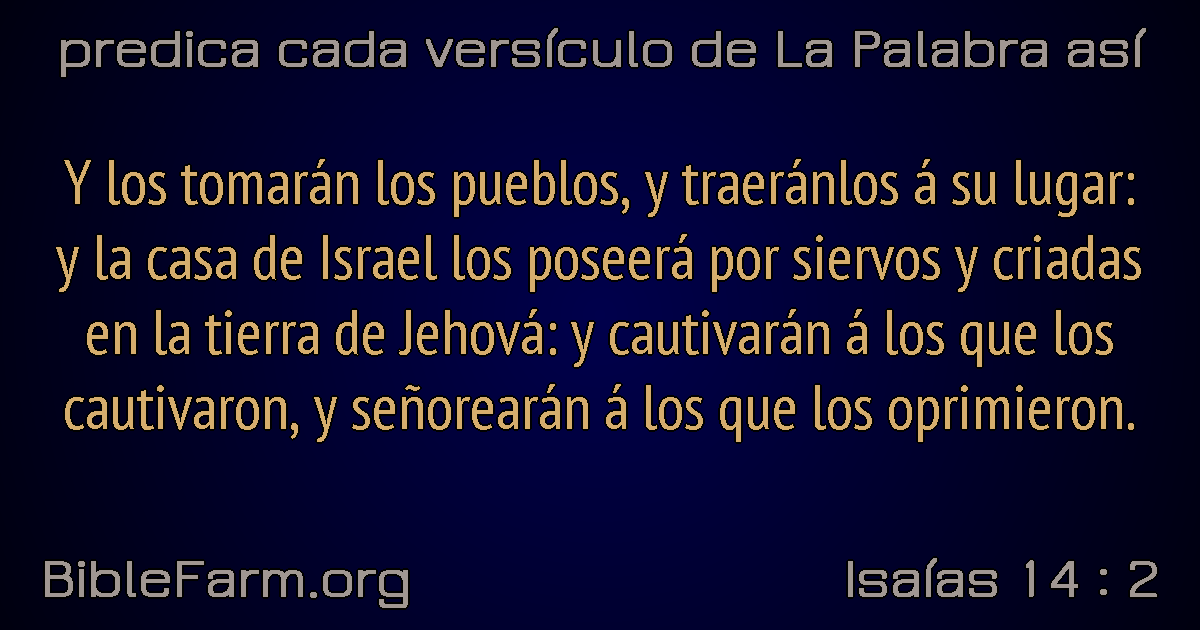 predica cada versículo de La Palabra así
Y los tomarán los pueblos, y traeránlos á su lugar:
y la casa de Israel los poseerá por siervos y criadas
en la tierra de Jehová: y cautivarán á los que los
cautivaron, y señorearán á los que los oprimieron.
BibleFarm.org
Isaías 14 : 2